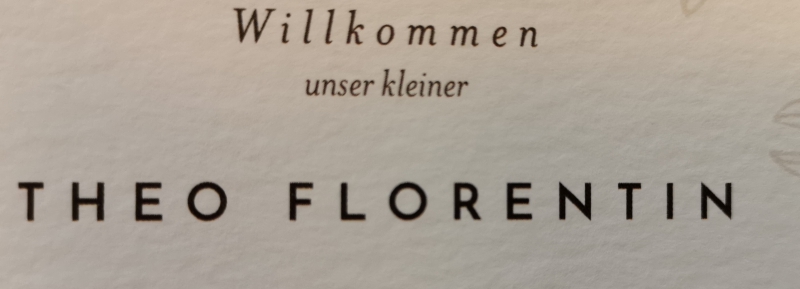 Willkommen
unser kleiner
THEO FLORENTIN